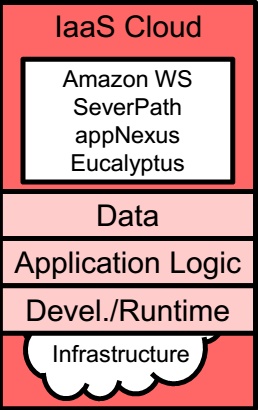 IaaS Cloud
Amazon WS
SeverPath
appNexus
Eucalyptus
Data
Application Logic
Devel./Runtime
Infrastructure